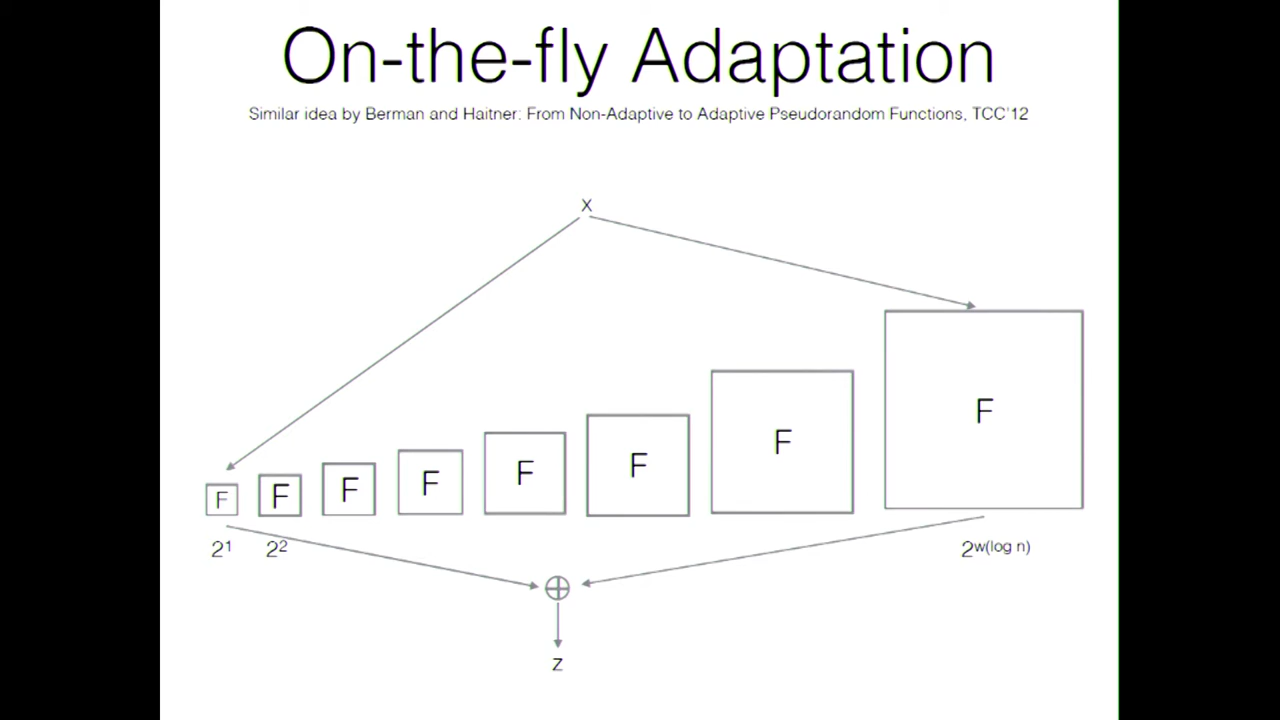 On-the-fly Adaptation
Similar idea by Berman and Haitner: From Non-Adaptive to Adaptive Pseudorandom Functions, TCC'12
x
F F F F F F F F
2¹ 2² 2ʷ⁽ˡᵒᵍ ⁿ⁾
⊕
z